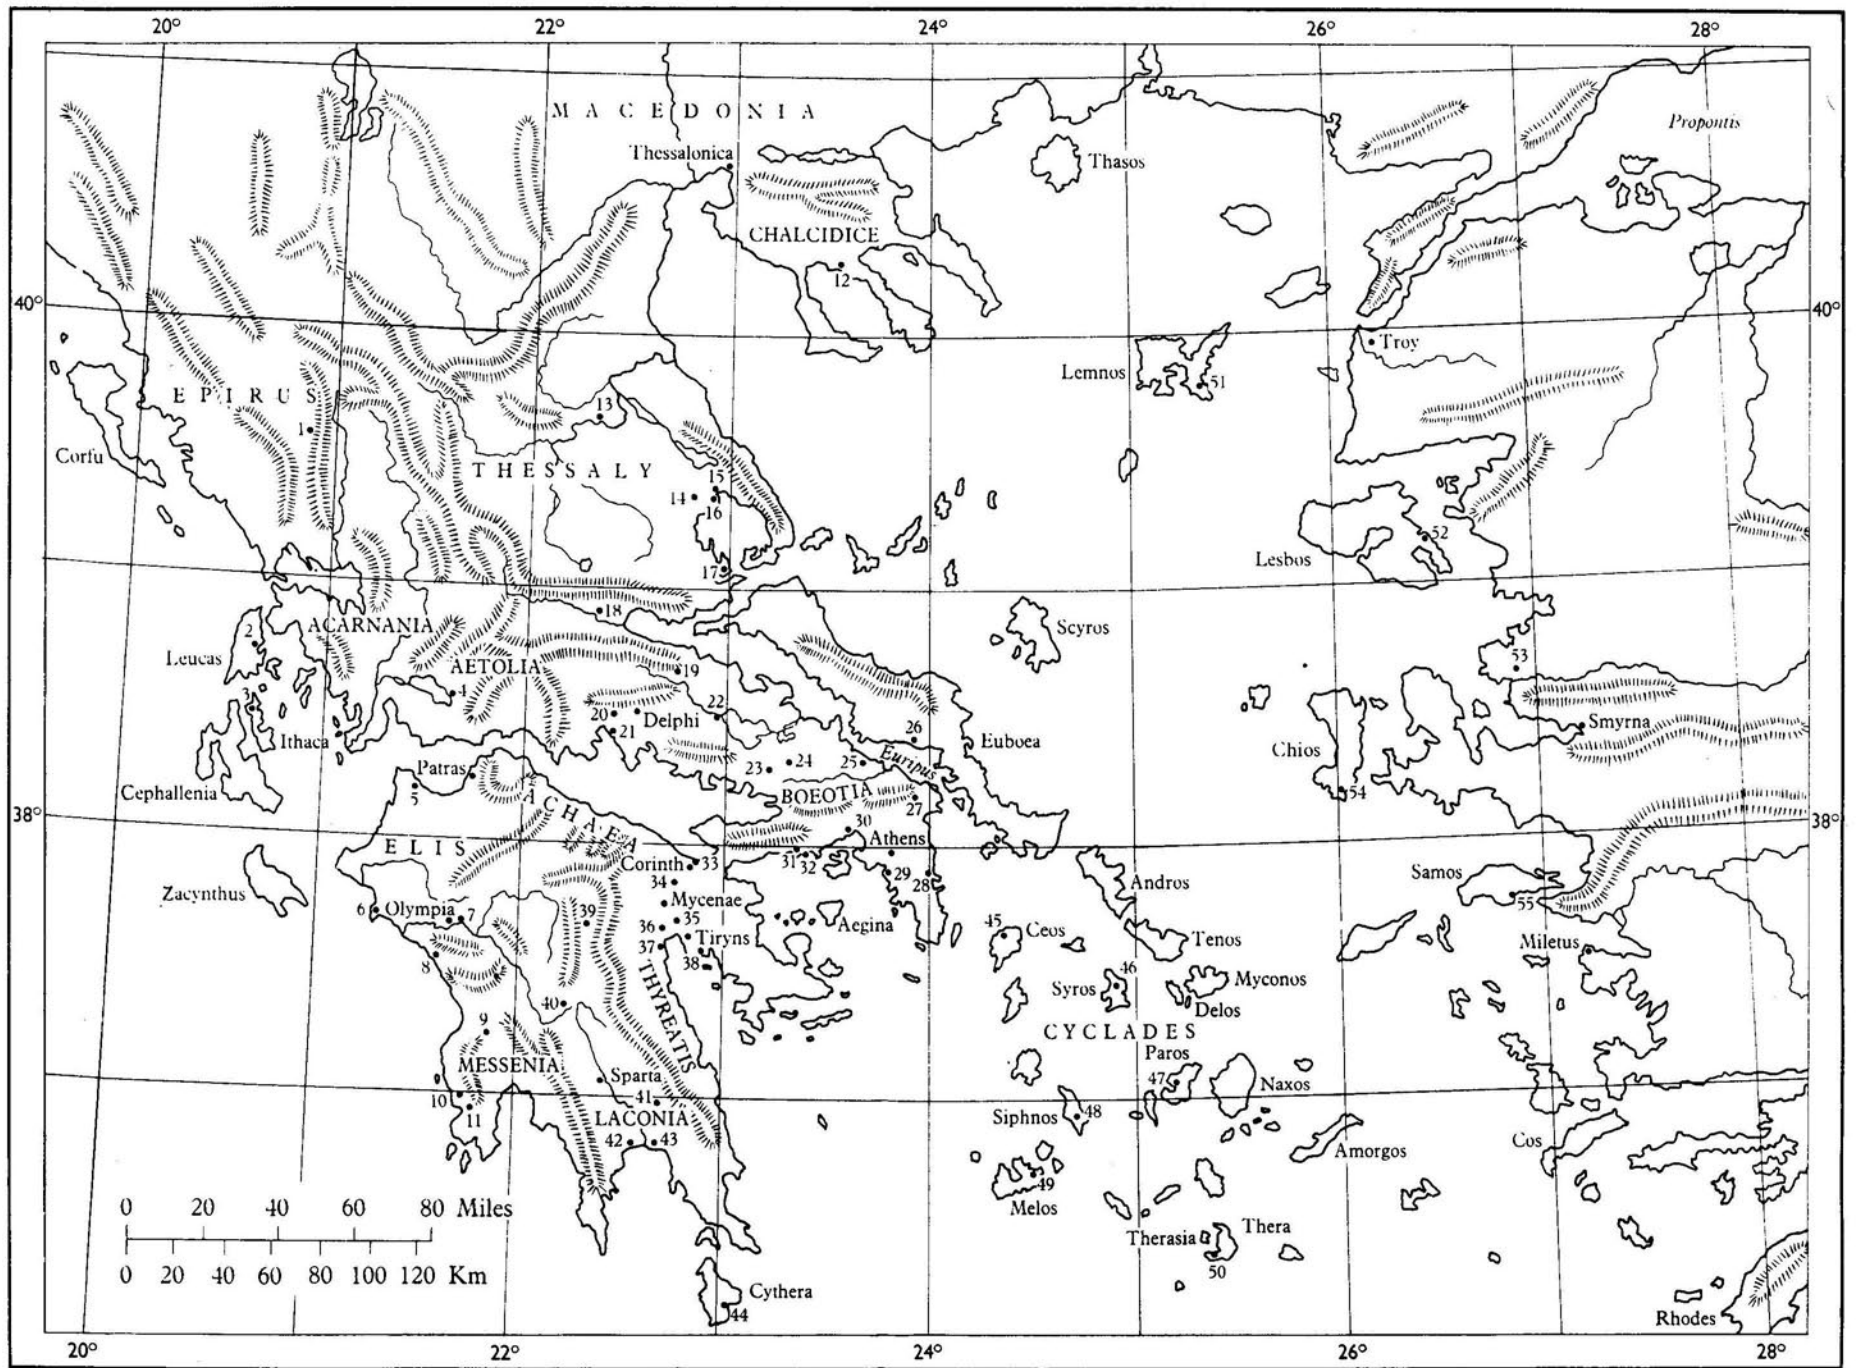 20° 22° 24° 26° 28°
MACEDONIA
Propontis
Thessalonica
Thasos
CHALCIDICE
12
40° 40°
Troy
Lemnos
51
EPIRUS
13
1
Corfu
THESSALY
15
14
16
52
Lesbos
17
18
ACARNANIA
2
Scyros
Leucas
AETOLIA
19
53
3
4
22
20
Delphi
21
Smyrna
Ithaca
26
Euboea
Chios
Euripus
Patras
23
24
25
Cephallenia
5
BOEOTIA
54
27
38° 38°
ACHAEA
30
Athens
ELIS
Corinth
33
31
32
Samos
34
29
28
Andros
Zacynthus
Mycenae
55
6
Olympia
7
39
35
Aegina
45
Ceos
36
Tiryns
Tenos
Miletus
37
8
38
46
Myconos
Syros
Delos
THYREATIS
40
9
CYCLADES
Paros
MESSENIA
Sparta
47
Naxos
10
41
11
LACONIA
Siphnos
48
42
43
Cos
Amorgos
49
Melos
0 20 40 60 80 Miles
Thera
Therasia
0 20 40 60 80 100 120 Km
50
Cythera
44
Rhodes
20° 22° 24° 26° 28°